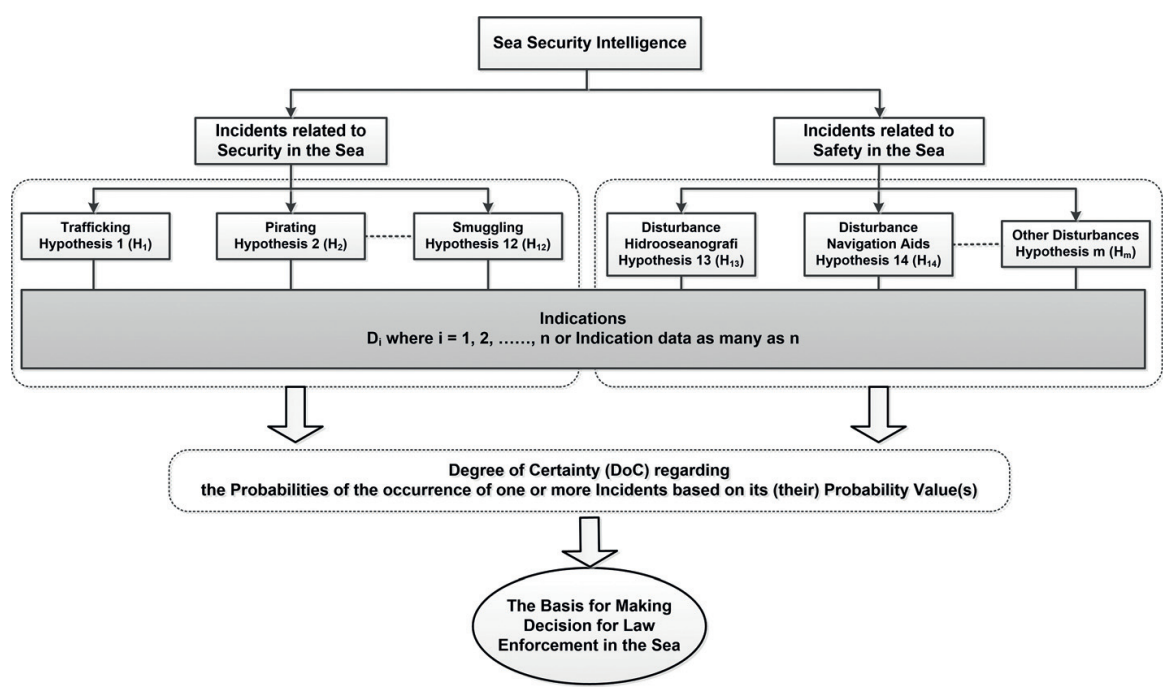 Sea Security Intelligence
Incidents related to
Security in the Sea
Incidents related to
Safety in the Sea
Trafficking
Hypothesis 1 (H₁)
Pirating
Hypothesis 2 (H₂)
Smuggling
Hypothesis 12 (H₁₂)
Disturbance
Hidrooseanografi
Hypothesis 13 (H₁₃)
Disturbance
Navigation Aids
Hypothesis 14 (H₁₄)
Other Disturbances
Hypothesis m (Hₘ)
Indications
Dᵢ where i = 1, 2, ……, n or Indication data as many as n
Degree of Certainty (DoC) regarding
the Probabilities of the occurrence of one or more Incidents based on its (their) Probability Value(s)
The Basis for Making
Decision for Law
Enforcement in the Sea